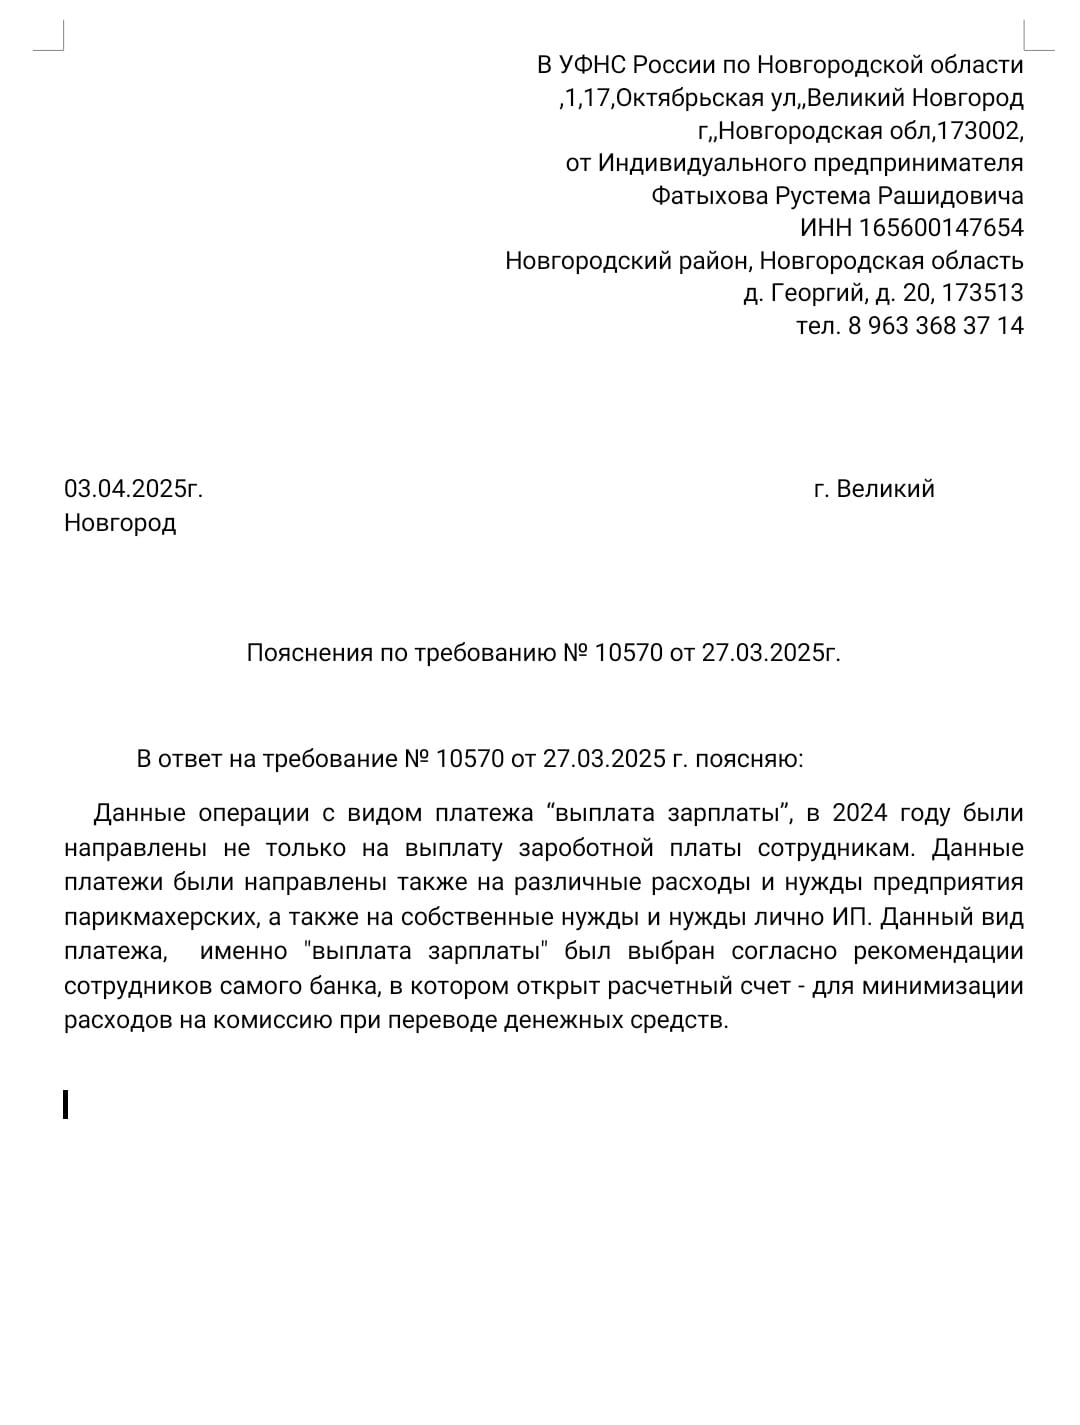 В УФНС России по Новгородской области
,1,17,Октябрьская ул,,Великий Новгород
г,,Новгородская обл,173002,
от Индивидуального предпринимателя
Фатыхова Рустема Рашидовича
ИНН 165600147654
Новгородский район, Новгородская область
д. Георгий, д. 20, 173513
тел. 8 963 368 37 14
03.04.2025г. г. Великий
Новгород
Пояснения по требованию № 10570 от 27.03.2025г.
В ответ на требование № 10570 от 27.03.2025 г. поясняю:
Данные операции с видом платежа “выплата зарплаты”, в 2024 году были
направлены не только на выплату зароботной платы сотрудникам. Данные
платежи были направлены также на различные расходы и нужды предприятия
парикмахерских, а также на собственные нужды и нужды лично ИП. Данный вид
платежа, именно "выплата зарплаты" был выбран согласно рекомендации
сотрудников самого банка, в котором открыт расчетный счет - для минимизации
расходов на комиссию при переводе денежных средств.